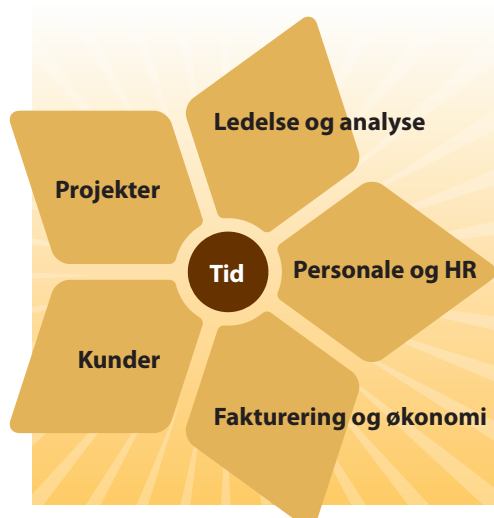 Ledelse og analyse
Projekter
Tid
Personale og HR
Kunder
Fakturering og økonomi